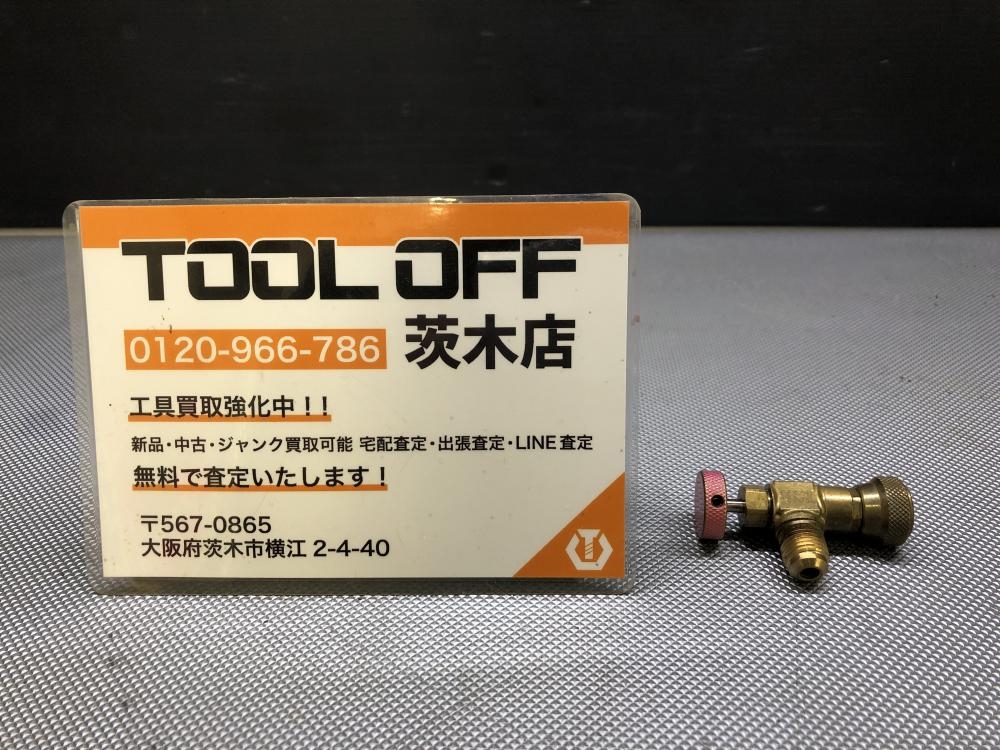 TOOL OFF
0120-966-786 茨木店
工具買取強化中！！
新品・中古・ジャンク買取可能 宅配査定・出張査定・LINE査定
無料で査定いたします！
〒567-0865
大阪府茨木市横江 2-4-40